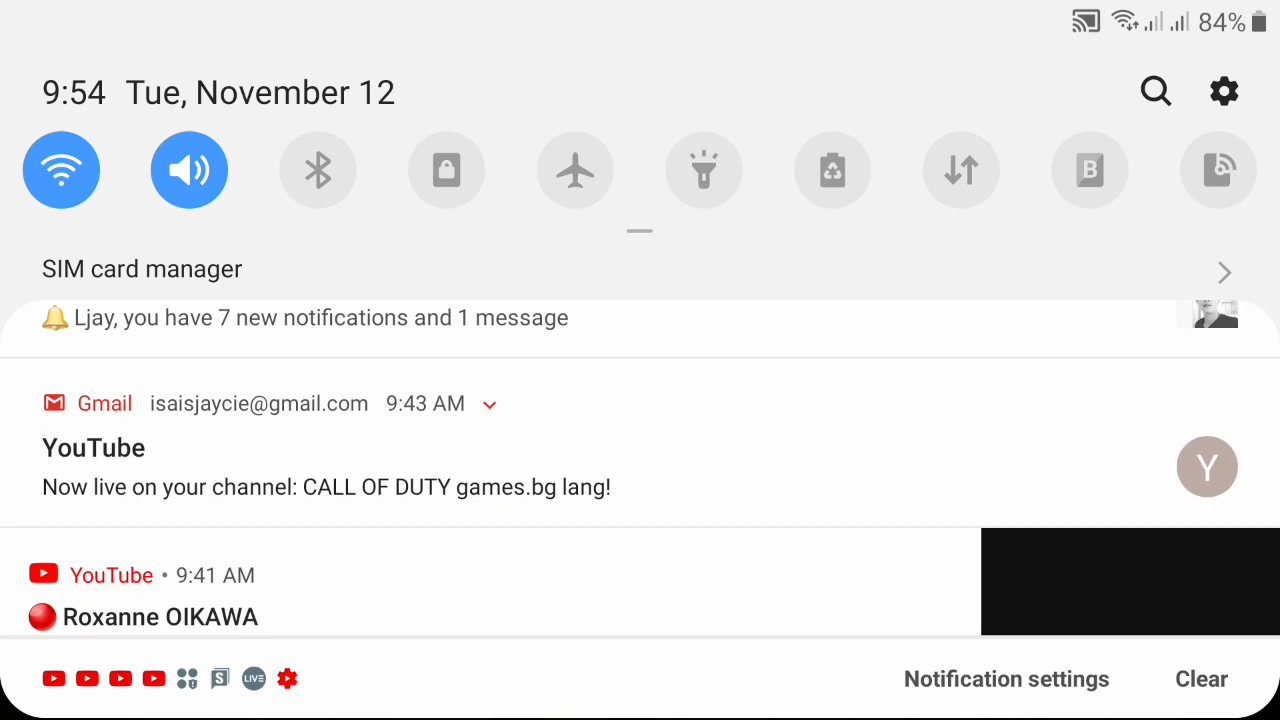 84%
9:54 Tue, November 12
B
SIM card manager
Ljay, you have 7 new notifications and 1 message
Gmail isaisjaycie@gmail.com 9:43 AM
YouTube
Y
Now live on your channel: CALL OF DUTY games.bg lang!
YouTube • 9:41 AM
Roxanne OIKAWA
S LIVE Notification settings Clear